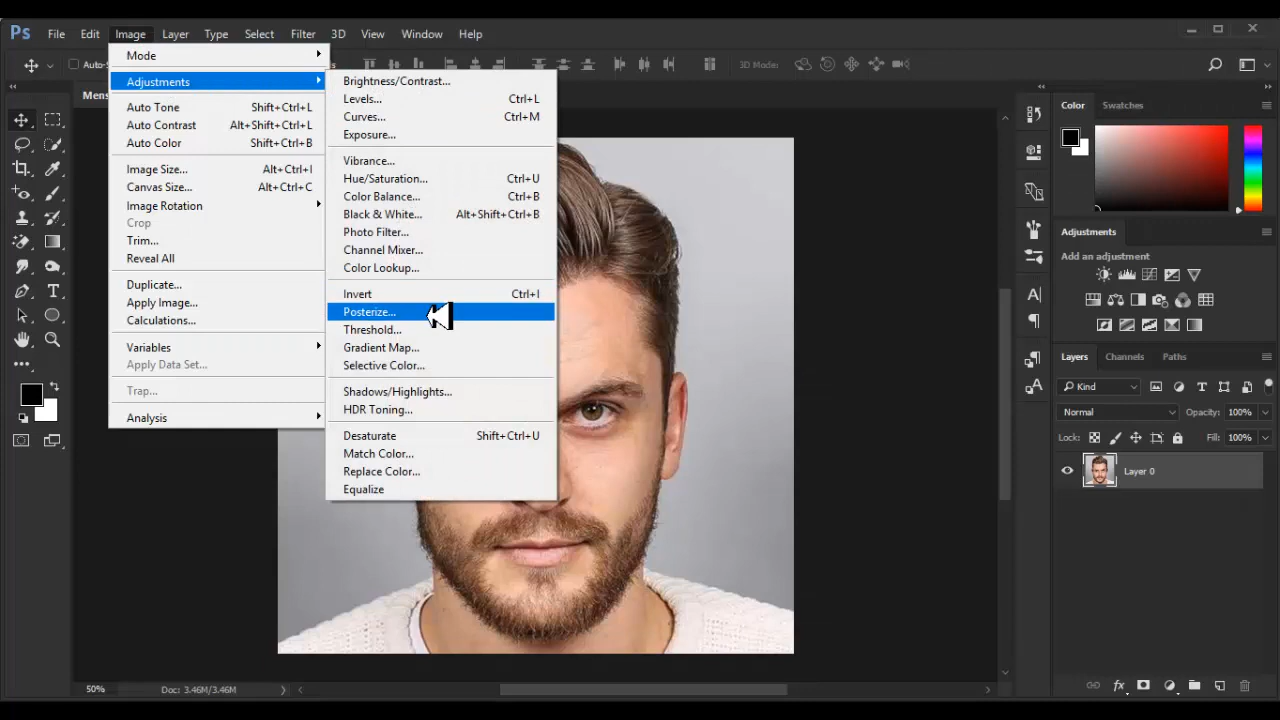 Ps File Edit Image Layer Type Select Filter 3D View Window Help
Auto-S
3D Mode:
Mens
Mode
Adjustments
Auto Tone Shift+Ctrl+L
Auto Contrast Alt+Shift+Ctrl+L
Auto Color Shift+Ctrl+B
Image Size... Alt+Ctrl+I
Canvas Size... Alt+Ctrl+C
Image Rotation
Crop
Trim...
Reveal All
Duplicate...
Apply Image...
Calculations...
Variables
Apply Data Set...
Trap...
Analysis
Brightness/Contrast...
Levels... Ctrl+L
Curves... Ctrl+M
Exposure...
Vibrance...
Hue/Saturation... Ctrl+U
Color Balance... Ctrl+B
Black & White... Alt+Shift+Ctrl+B
Photo Filter...
Channel Mixer...
Color Lookup...
Invert Ctrl+I
Posterize...
Threshold...
Gradient Map...
Selective Color...
Shadows/Highlights...
HDR Toning...
Desaturate Shift+Ctrl+U
Match Color...
Replace Color...
Equalize
Color Swatches
Adjustments
Add an adjustment
Layers Channels Paths
Kind
Normal Opacity: 100%
Lock: Fill: 100%
Layer 0
50% Doc: 3.46M/3.46M
fx